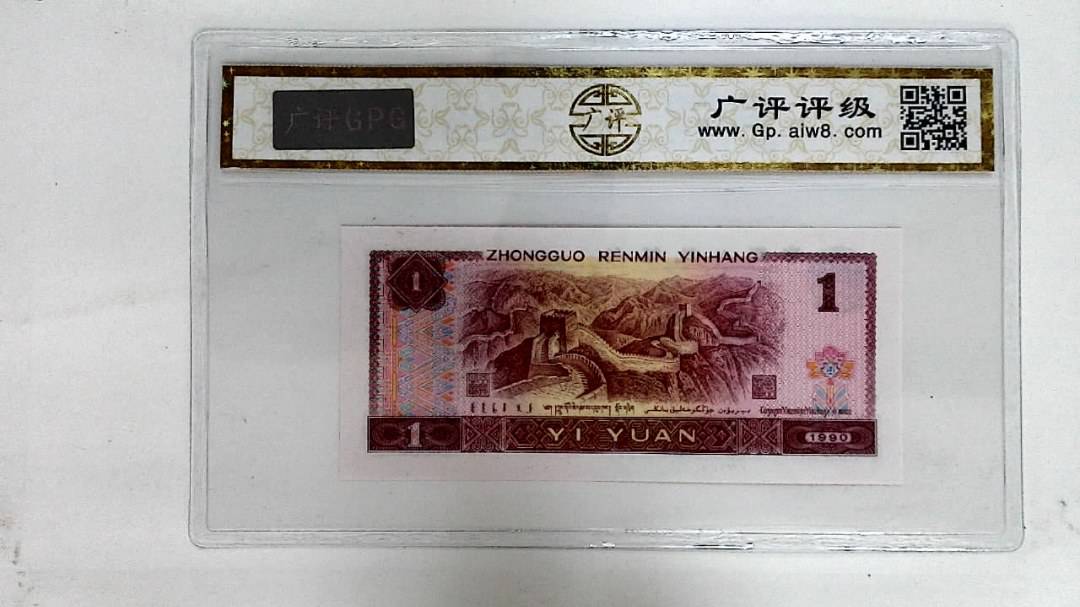 广评GPG
广评
广评评级
www.Gp.aiw8.com
ZHONGGUO RENMIN YINHANG
1
1
1
YI YUAN
1990